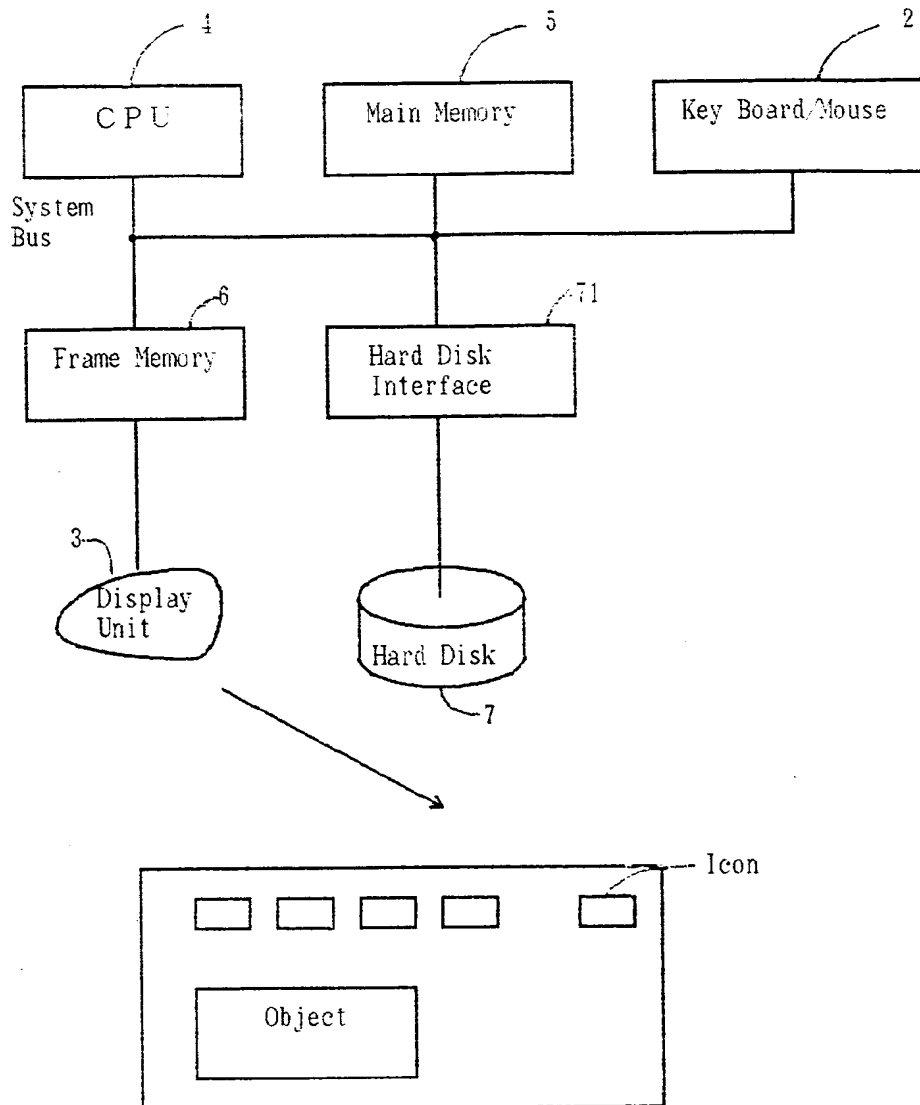 4
5
2
CPU
Main Memory
Key Board/Mouse
System
Bus
6
71
Frame Memory
Hard Disk
Interface
3
Display
Unit
Hard Disk
7
Icon
Object